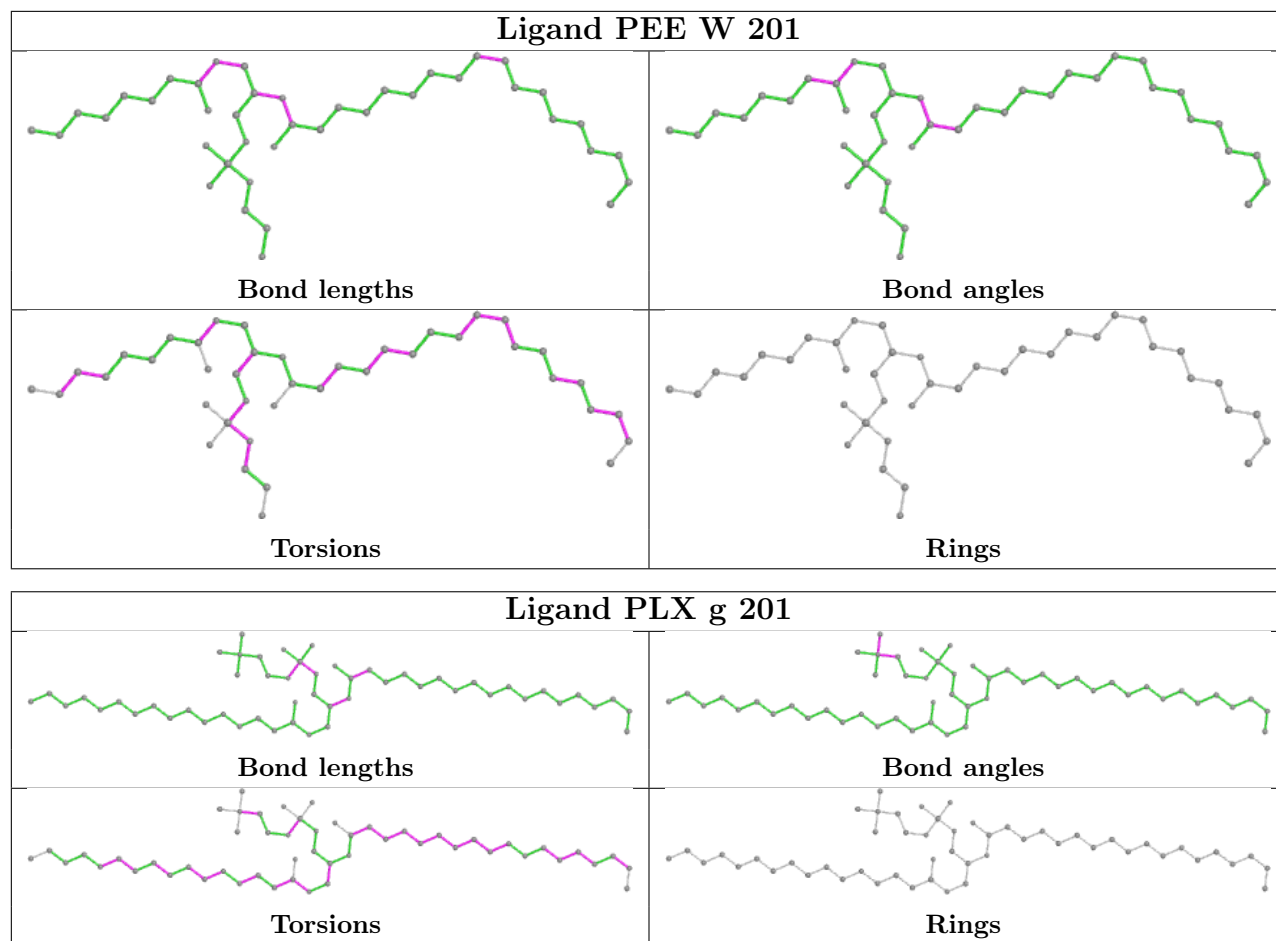 Ligand PEE W 201
Bond lengths
Bond angles
Torsions
Rings
Ligand PLX g 201
Bond lengths
Bond angles
Torsions
Rings